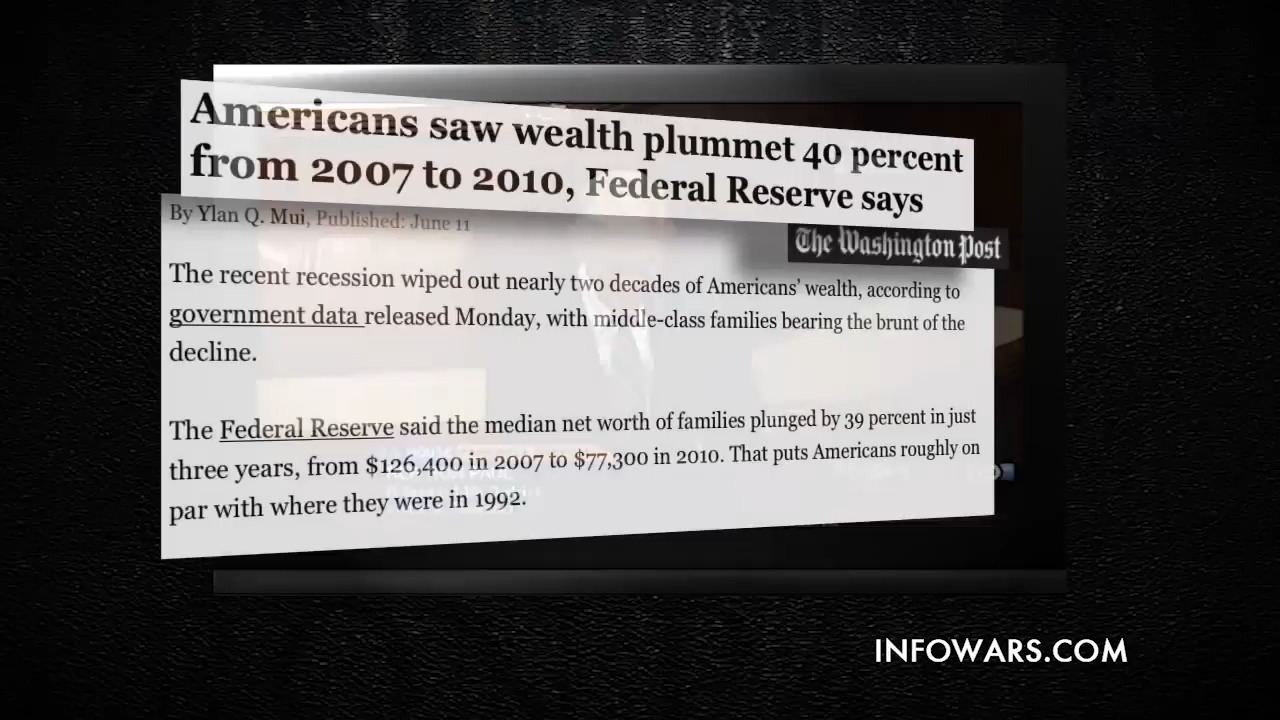 Americans saw wealth plummet 40 percent
from 2007 to 2010, Federal Reserve says
By Ylan Q. Mui, Published: June 11
The Washington Post
The recent recession wiped out nearly two decades of Americans' wealth, according to
government data released Monday, with middle-class families bearing the brunt of the
decline.
The Federal Reserve said the median net worth of families plunged by 39 percent in just
three years, from $126,400 in 2007 to $77,300 in 2010. That puts Americans roughly on
par with where they were in 1992.
INFOWARS.COM